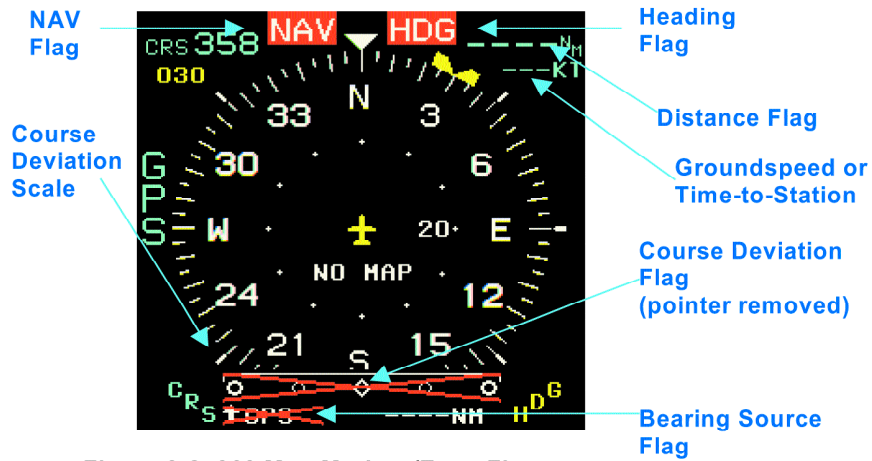 NAV
Flag
NAV HDG
Heading
Flag
CRS 358
030
-----NM
---KT
Distance Flag
Groundspeed or
Time-to-Station
Course
Deviation
Scale
GPS
N
33 3
30 6
W 20 E
NO MAP
24 12
21 15
S
Course Deviation
Flag
(pointer removed)
CRS
GPS ----NM
HDG
Bearing Source
Flag